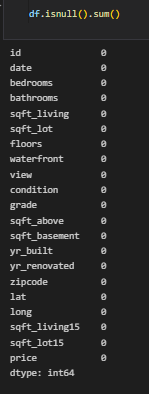 df.isnull().sum()
id 0
date 0
bedrooms 0
bathrooms 0
sqft_living 0
sqft_lot 0
floors 0
waterfront 0
view 0
condition 0
grade 0
sqft_above 0
sqft_basement 0
yr_built 0
yr_renovated 0
zipcode 0
lat 0
long 0
sqft_living15 0
sqft_lot15 0
price 0
dtype: int64